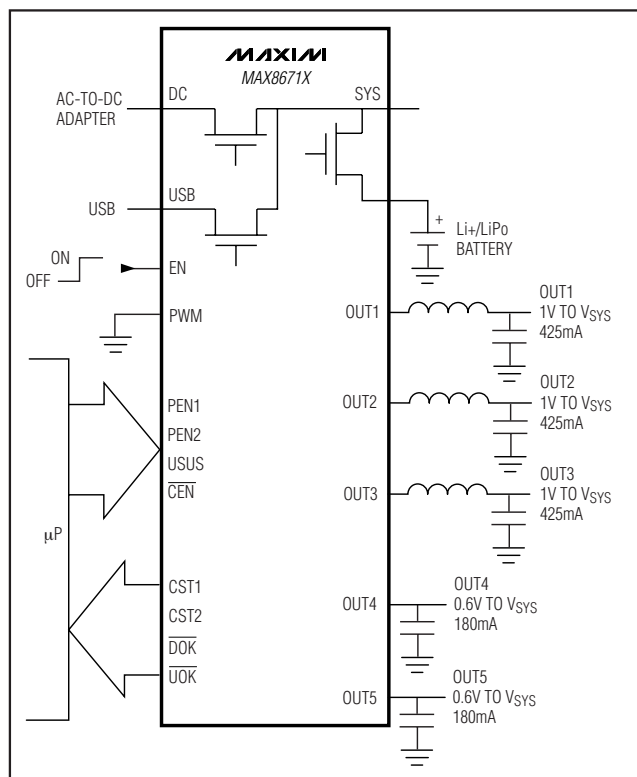 MAXIM
MAX8671X
AC-TO-DC
ADAPTER
DC
SYS
USB
USB
+
Li+/LiPo
BATTERY
ON
OFF
EN
PWM
OUT1
OUT1
1V TO VSYS
425mA
PEN1
PEN2
USUS
CEN
OUT2
OUT2
1V TO VSYS
425mA
OUT3
OUT3
1V TO VSYS
425mA
µP
CST1
CST2
DOK
UOK
OUT4
OUT4
0.6V TO VSYS
180mA
OUT5
OUT5
0.6V TO VSYS
180mA